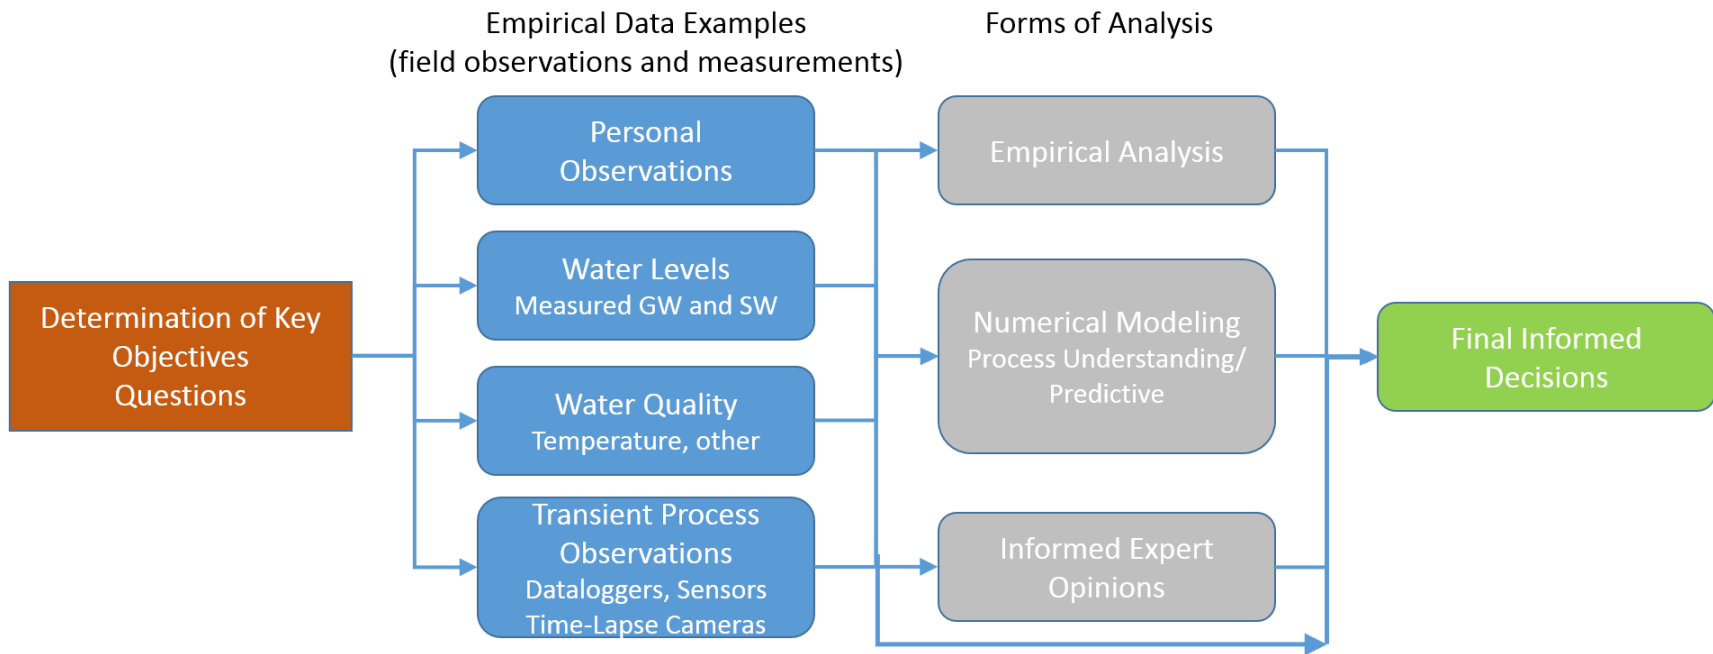 Empirical Data Examples
(field observations and measurements)
Forms of Analysis
Determination of Key
Objectives
Questions
Personal
Observations
Water Levels
Measured GW and SW
Water Quality
Temperature, other
Transient Process
Observations
Dataloggers, Sensors
Time-Lapse Cameras
Empirical Analysis
Numerical Modeling
Process Understanding/
Predictive
Informed Expert
Opinions
Final Informed
Decisions